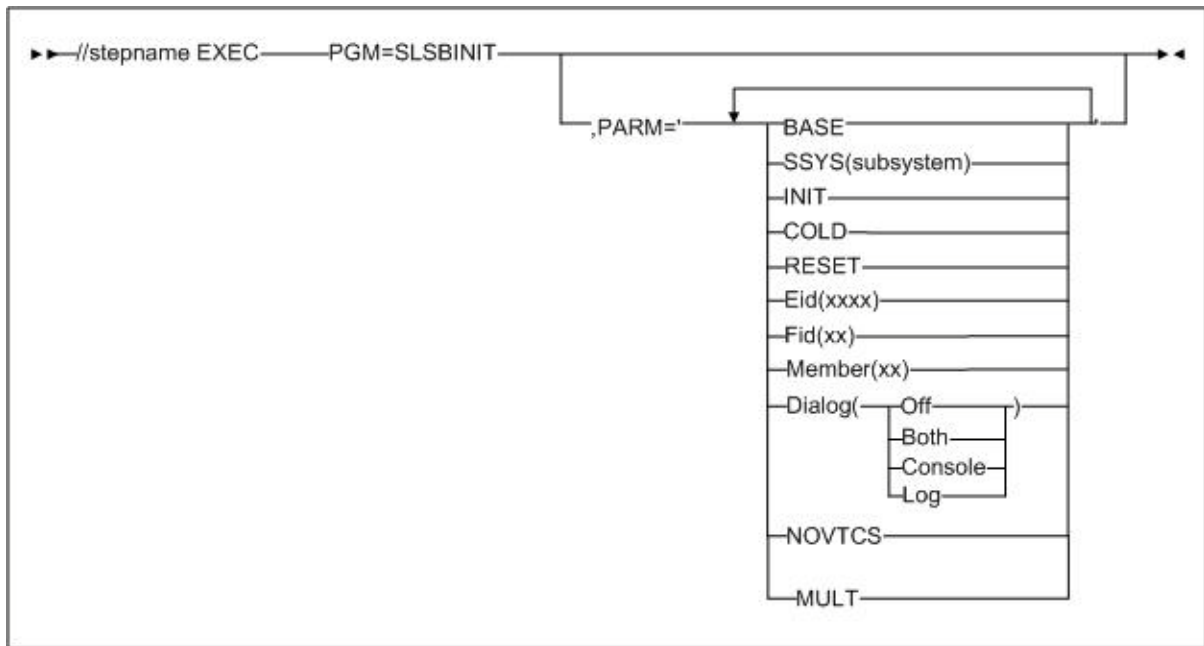 //stepname EXEC PGM=SLSBINIT
,PARM=' BASE '
SSYS(subsystem)
INIT
COLD
RESET
Eid(xxxx)
Fid(xx)
Member(xx)
Dialog( Off )
Both
Console
Log
NOVTCS
MULT